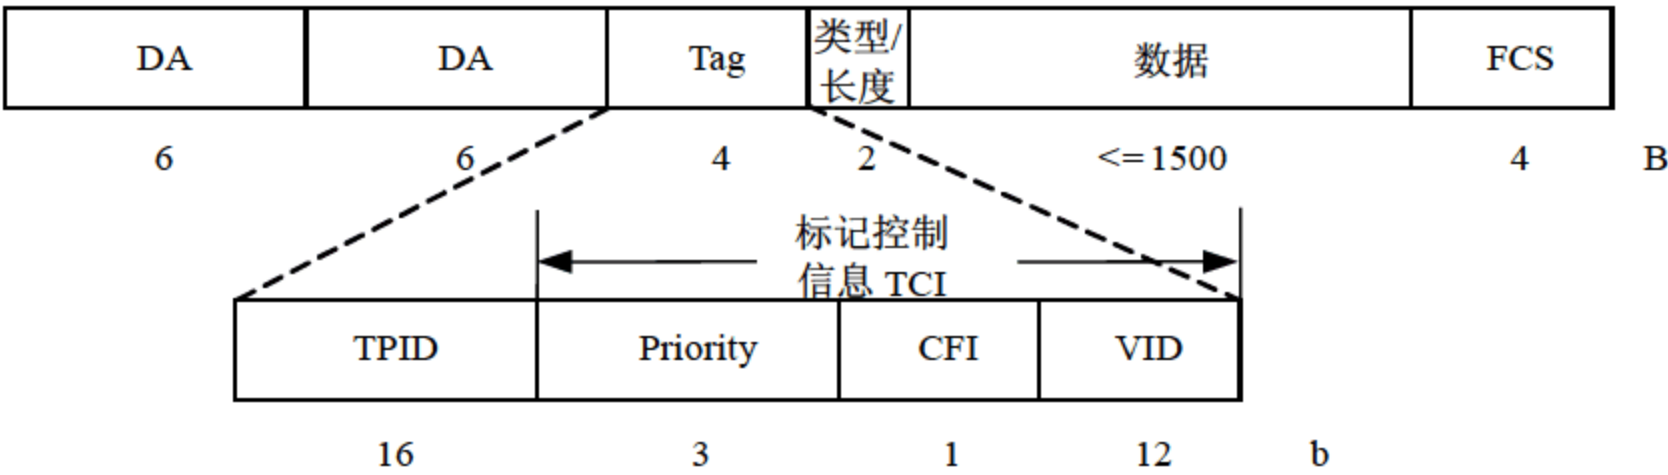 DA DA Tag 类型/ 数据 FCS
长度
6 6 4 2 <=1500 4 B
标记控制
信息 TCI
TPID Priority CFI VID
16 3 1 12 b